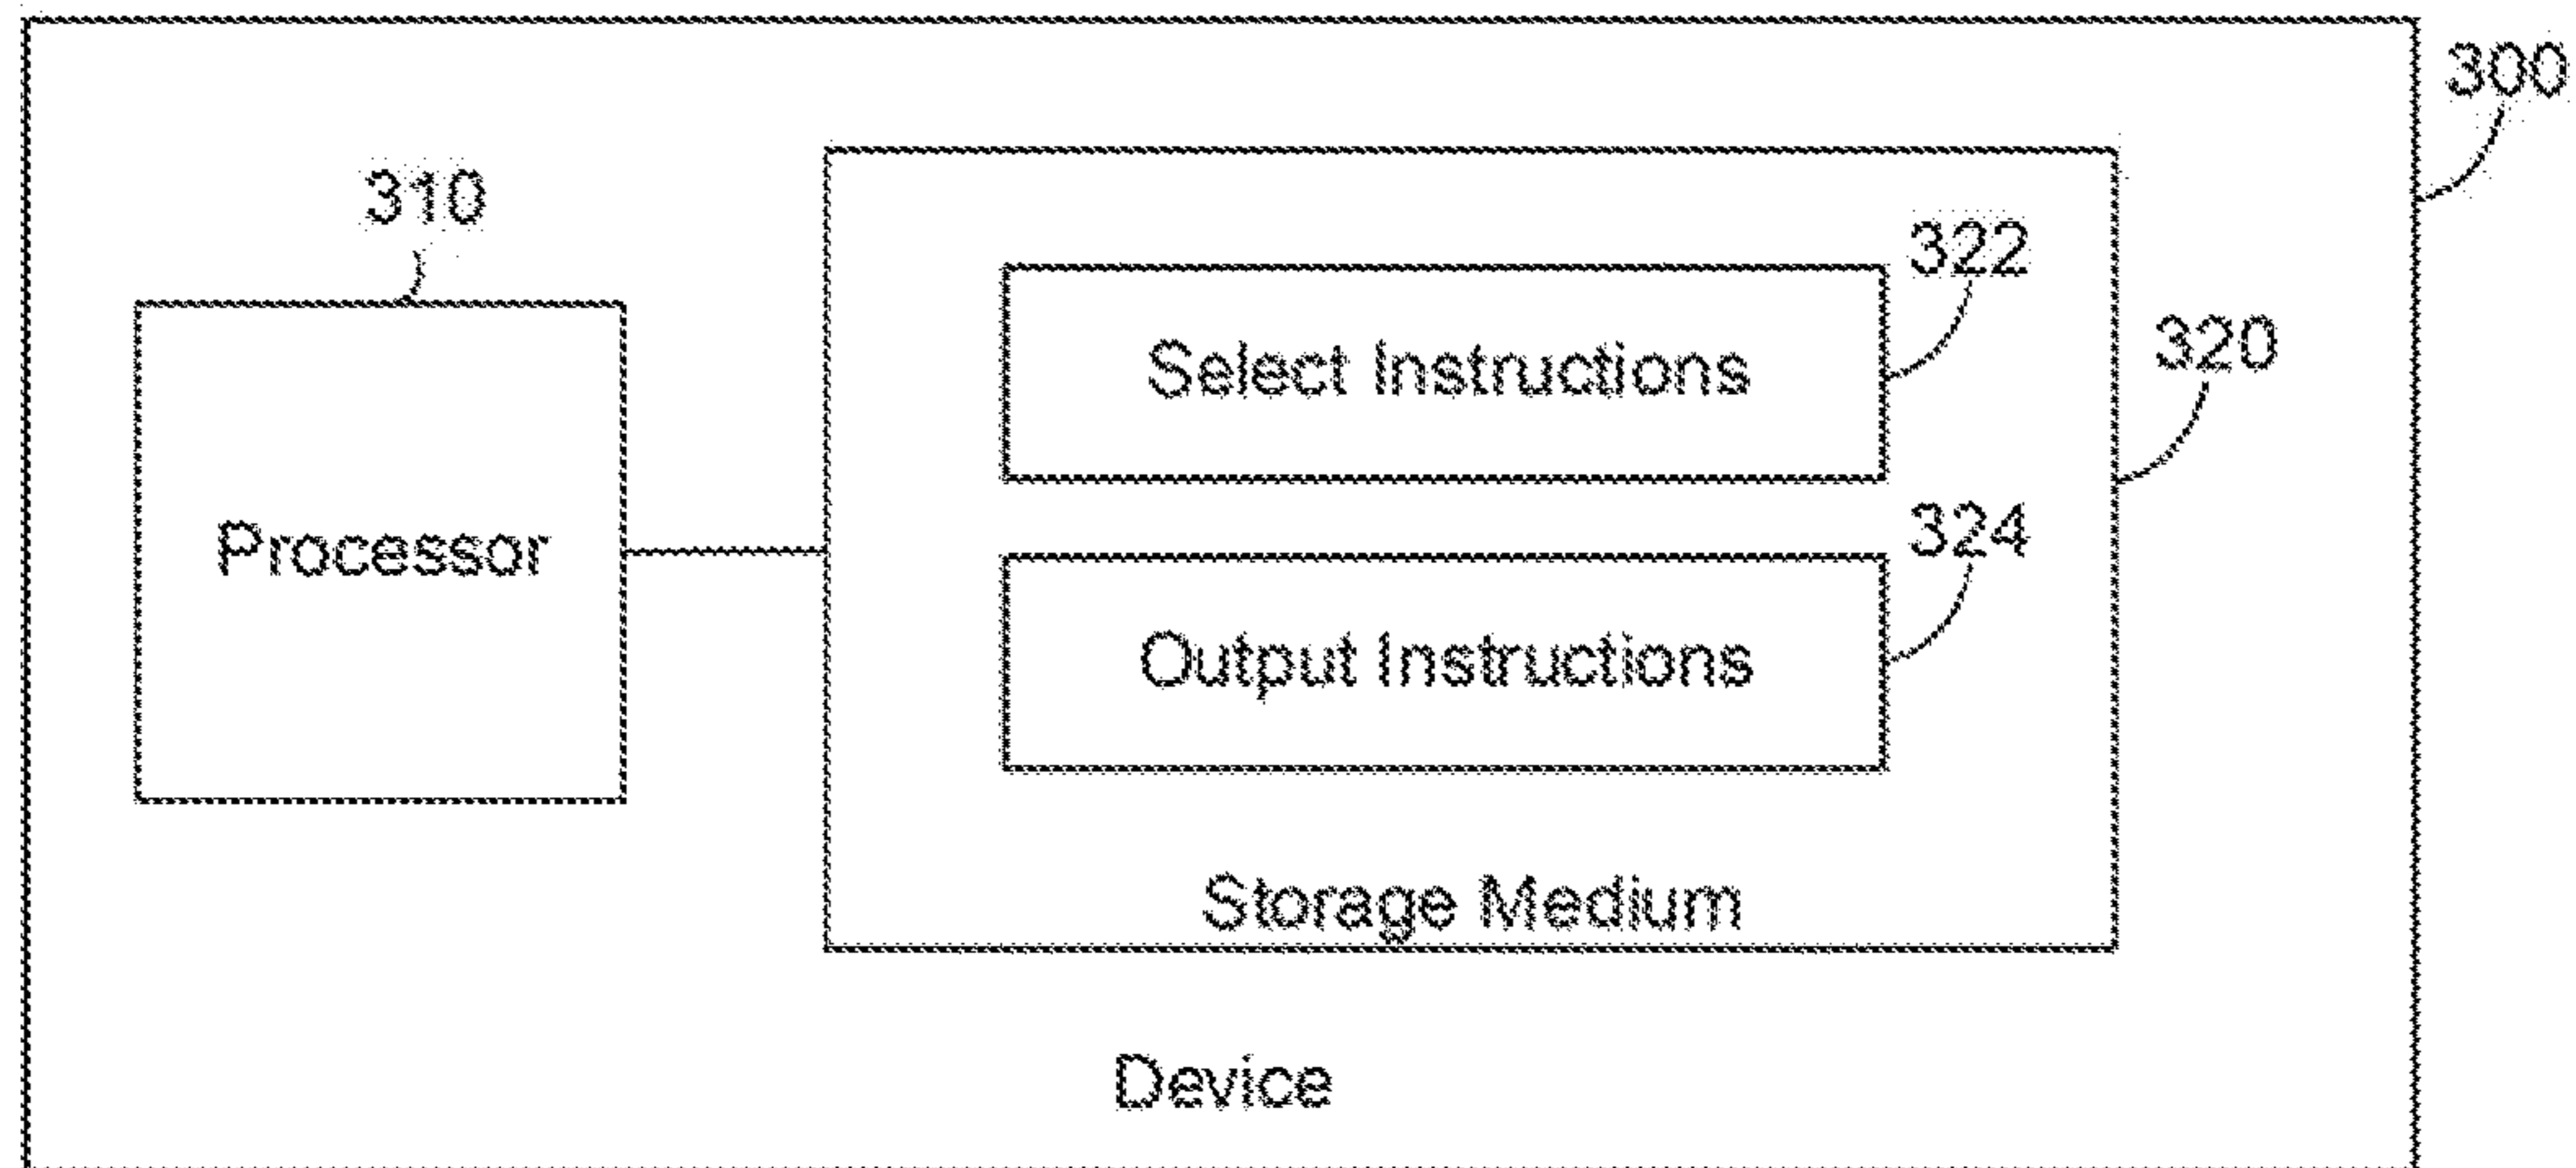 300
310
322
Select Instructions
320
324
Processor
Output Instructions
Storage Medium
Device